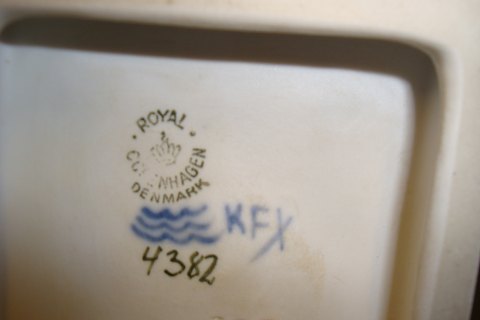 ROYAL
COPENHAGEN
DENMARK
KFX
4382